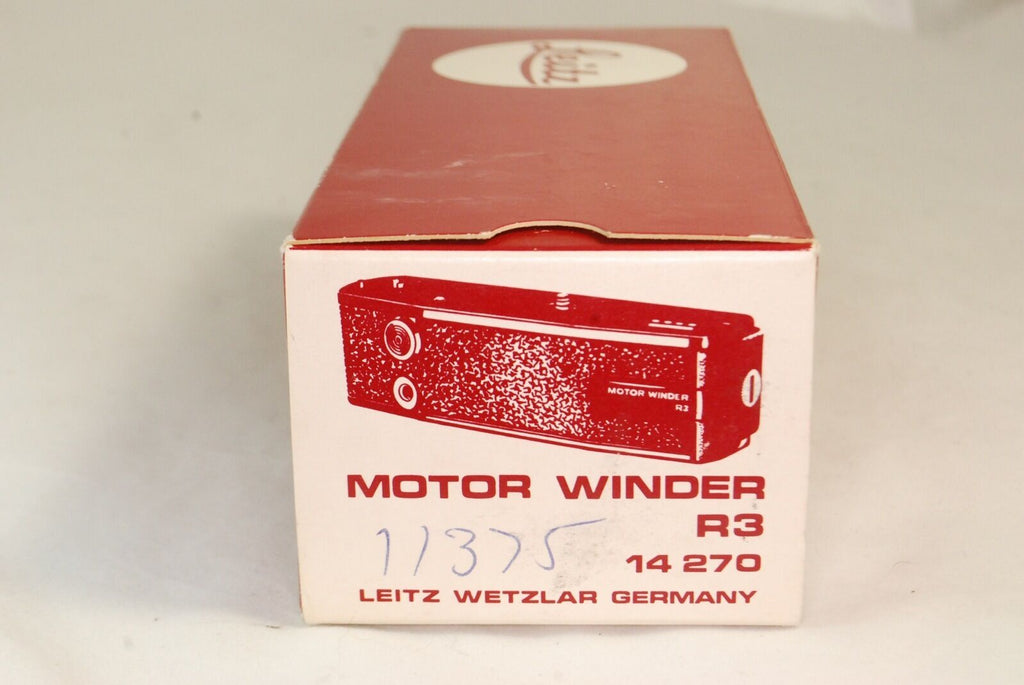 Leitz
MOTOR WINDER
R3
MOTOR WINDER
R3
11375
14 270
LEITZ WETZLAR GERMANY